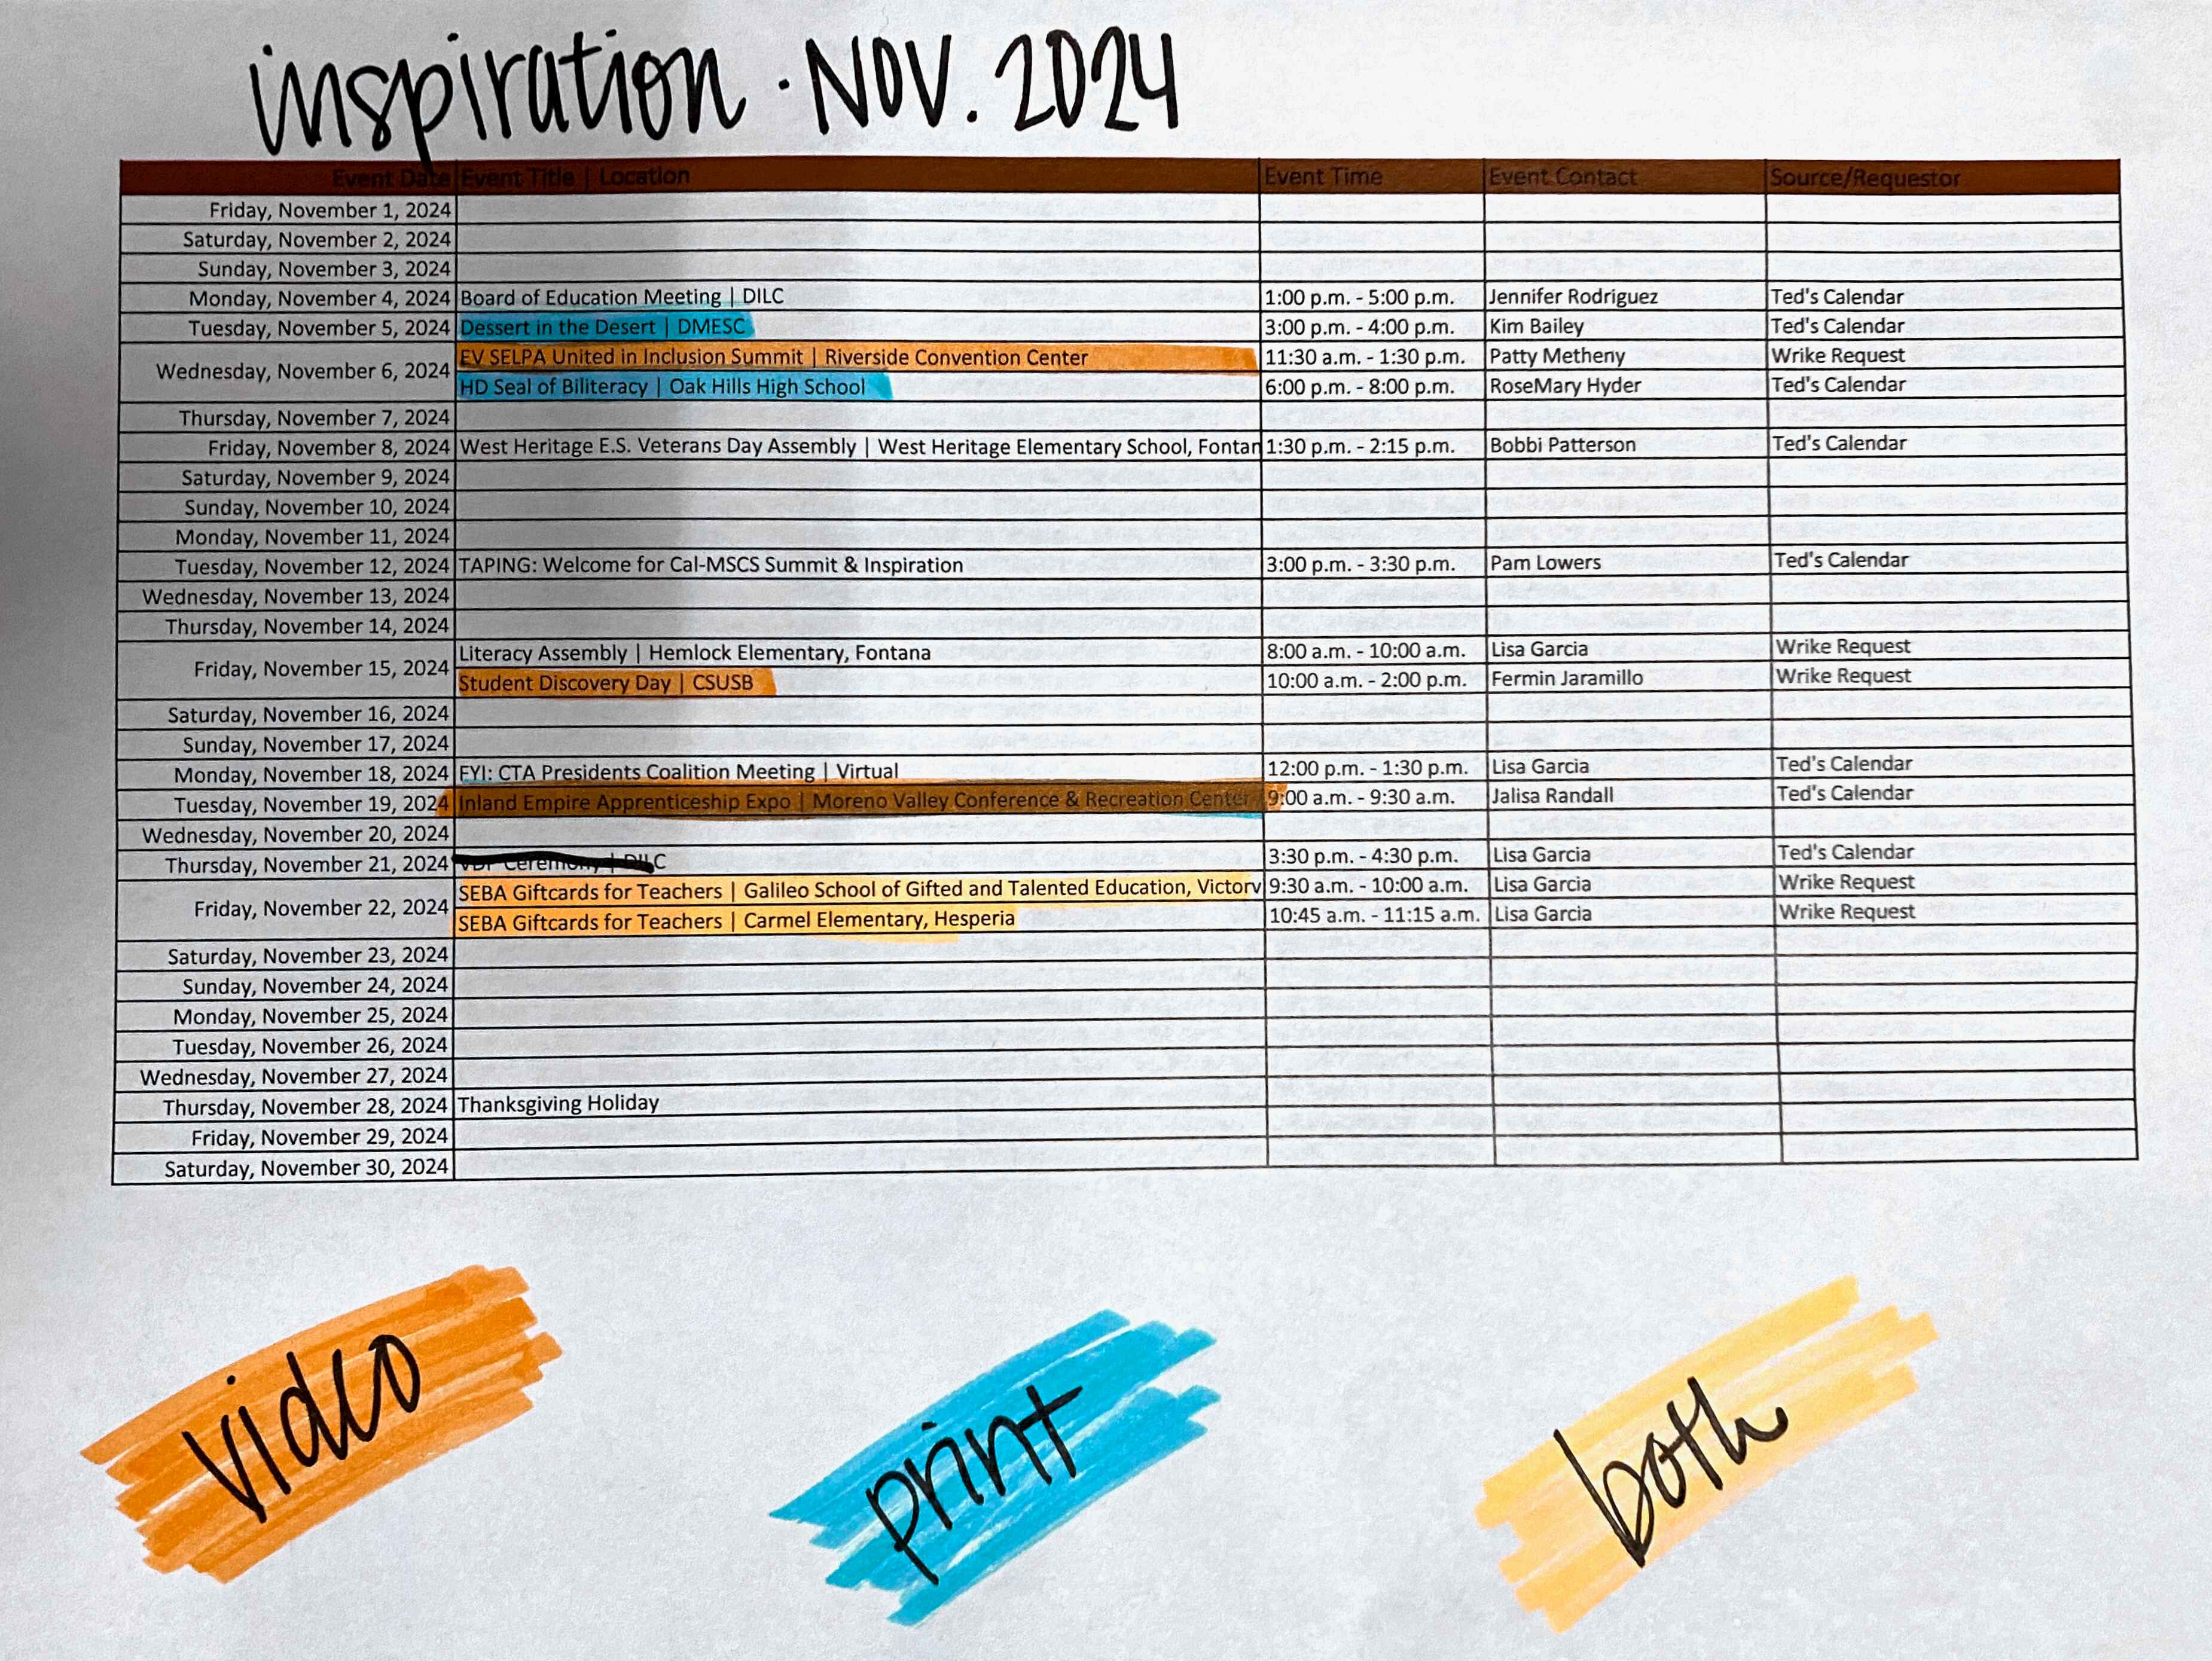 inspiration · NOV. 2024
Event Date Event Title | Location Event Time Event Contact Source/Requestor
Friday, November 1, 2024
Saturday, November 2, 2024
Sunday, November 3, 2024
Monday, November 4, 2024 Board of Education Meeting | DILC 1:00 p.m. - 5:00 p.m. Jennifer Rodriguez Ted's Calendar
Tuesday, November 5, 2024 Dessert in the Desert | DMESC 3:00 p.m. - 4:00 p.m. Kim Bailey Ted's Calendar
Wednesday, November 6, 2024 EV SELPA United in Inclusion Summit | Riverside Convention Center 11:30 a.m. - 1:30 p.m. Patty Metheny Wrike Request
HD Seal of Biliteracy | Oak Hills High School 6:00 p.m. - 8:00 p.m. RoseMary Hyder Ted's Calendar
Thursday, November 7, 2024
Friday, November 8, 2024 West Heritage E.S. Veterans Day Assembly | West Heritage Elementary School, Fontan 1:30 p.m. - 2:15 p.m. Bobbi Patterson Ted's Calendar
Saturday, November 9, 2024
Sunday, November 10, 2024
Monday, November 11, 2024
Tuesday, November 12, 2024 TAPING: Welcome for Cal-MSCS Summit & Inspiration 3:00 p.m. - 3:30 p.m. Pam Lowers Ted's Calendar
Wednesday, November 13, 2024
Thursday, November 14, 2024
Friday, November 15, 2024 Literacy Assembly | Hemlock Elementary, Fontana 8:00 a.m. - 10:00 a.m. Lisa Garcia Wrike Request
Student Discovery Day | CSUSB 10:00 a.m. - 2:00 p.m. Fermin Jaramillo Wrike Request
Saturday, November 16, 2024
Sunday, November 17, 2024
Monday, November 18, 2024 FYI: CTA Presidents Coalition Meeting | Virtual 12:00 p.m. - 1:30 p.m. Lisa Garcia Ted's Calendar
Tuesday, November 19, 2024 Inland Empire Apprenticeship Expo | Moreno Valley Conference & Recreation Center 9:00 a.m. - 9:30 a.m. Jalisa Randall Ted's Calendar
Wednesday, November 20, 2024
Thursday, November 21, 2024 Ceremony | DILC 3:30 p.m. - 4:30 p.m. Lisa Garcia Ted's Calendar
Friday, November 22, 2024 SEBA Giftcards for Teachers | Galileo School of Gifted and Talented Education, Victorv 9:30 a.m. - 10:00 a.m. Lisa Garcia Wrike Request
SEBA Giftcards for Teachers | Carmel Elementary, Hesperia 10:45 a.m. - 11:15 a.m. Lisa Garcia Wrike Request
Saturday, November 23, 2024
Sunday, November 24, 2024
Monday, November 25, 2024
Tuesday, November 26, 2024
Wednesday, November 27, 2024
Thursday, November 28, 2024 Thanksgiving Holiday
Friday, November 29, 2024
Saturday, November 30, 2024
video
print
both